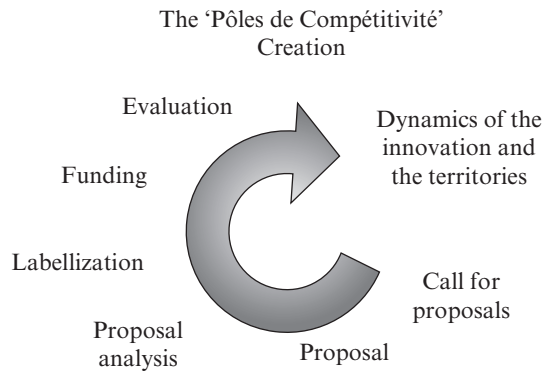 The ‘Pôles de Compétitivité’
Creation
Evaluation
Dynamics of the
innovation and
the territories
Funding
Labellization
Call for
proposals
Proposal
analysis
Proposal